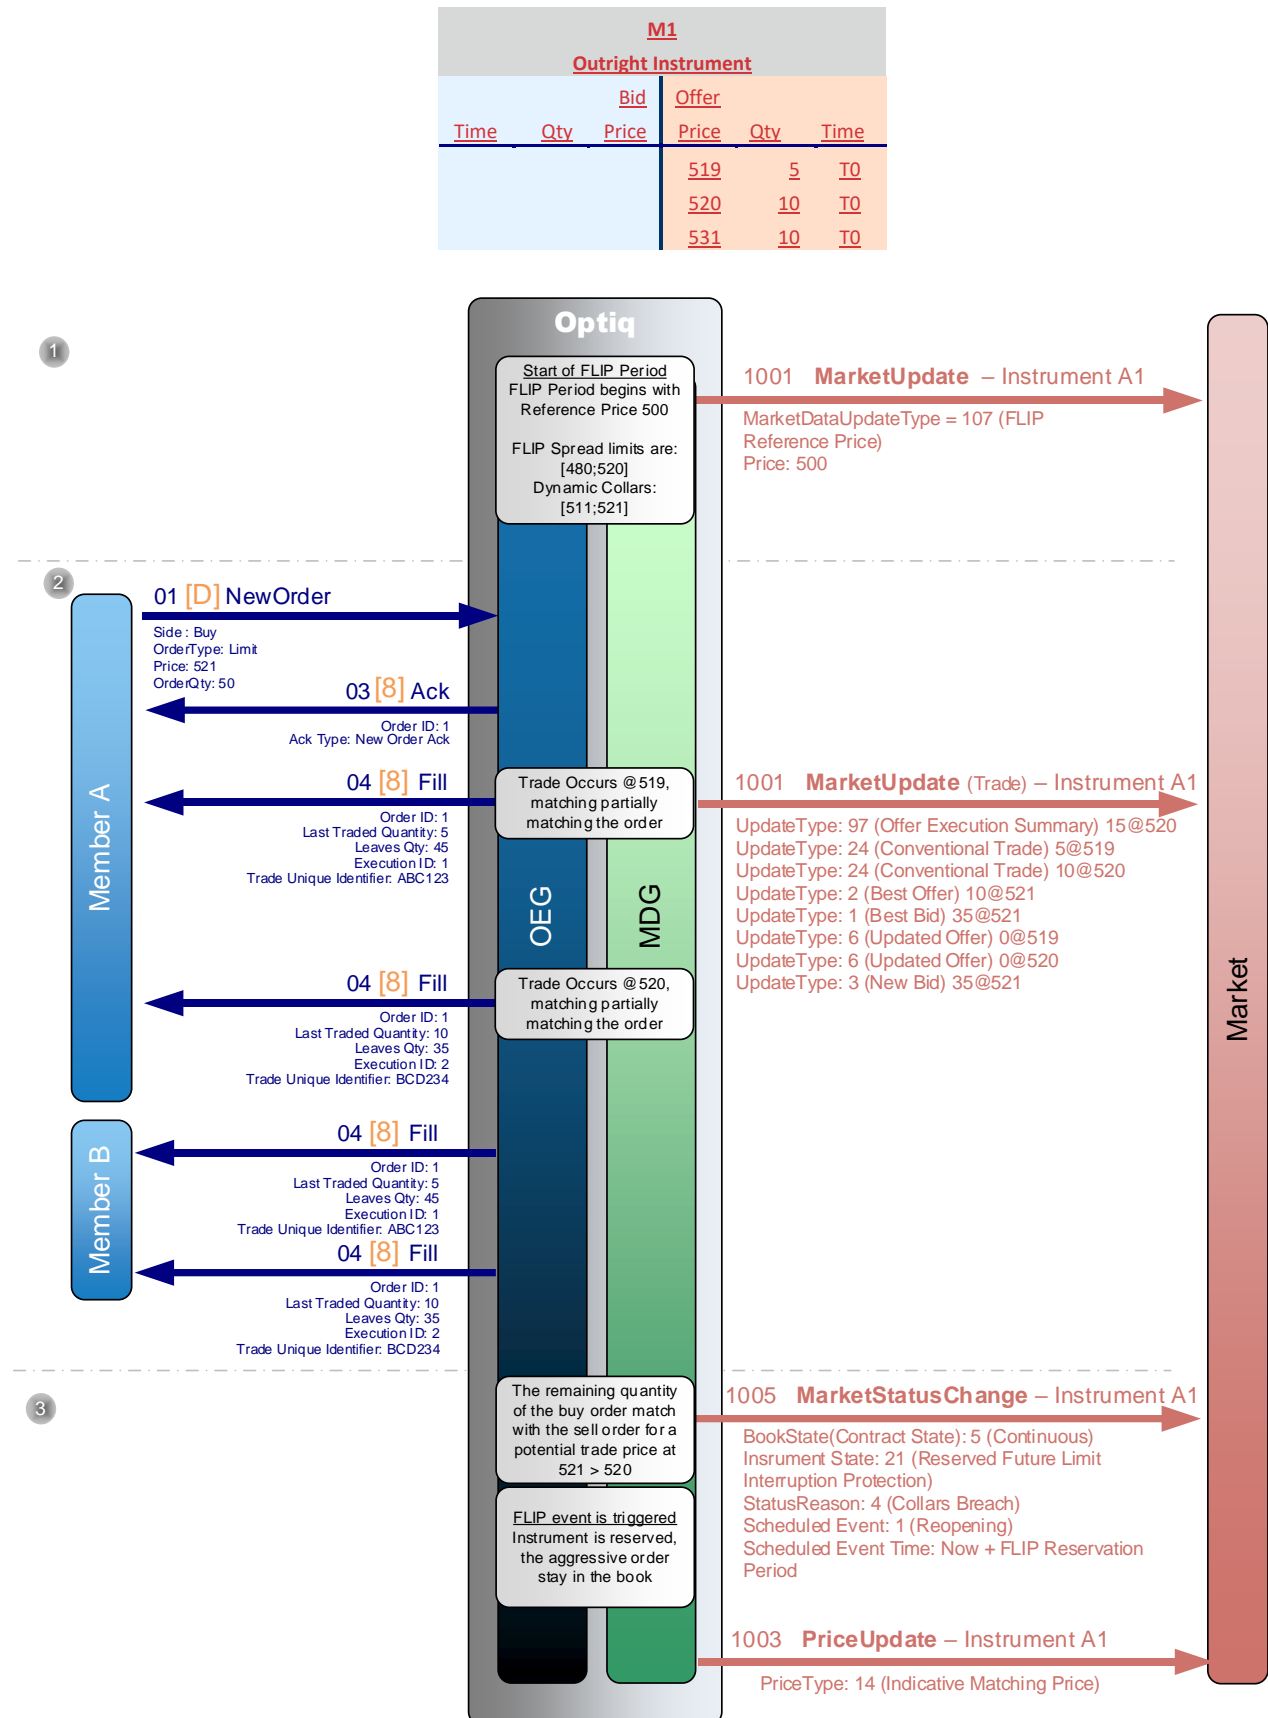 M1
Outright Instrument
Bid Offer
Time Qty Price Price Qty Time
519 5 T0
520 10 T0
531 10 T0
Optiq
1
Start of FLIP Period
FLIP Period begins with
Reference Price 500
FLIP Spread limits are:
[480;520]
Dynamic Collars:
[511;521]
1001 MarketUpdate – Instrument A1
MarketDataUpdateType = 107 (FLIP
Reference Price)
Price: 500
2
01 [D] NewOrder
Side : Buy
OrderType: Limit
Price: 521
OrderQty: 50
03 [8] Ack
Order ID: 1
Ack Type: New Order Ack
04 [8] Fill
Order ID: 1
Last Traded Quantity: 5
Leaves Qty: 45
Execution ID: 1
Trade Unique Identifier: ABC123
Trade Occurs @519,
matching partially
matching the order
1001 MarketUpdate (Trade) – Instrument A1
UpdateType: 97 (Offer Execution Summary) 15@520
UpdateType: 24 (Conventional Trade) 5@519
UpdateType: 24 (Conventional Trade) 10@520
UpdateType: 2 (Best Offer) 10@521
UpdateType: 1 (Best Bid) 35@521
UpdateType: 6 (Updated Offer) 0@519
UpdateType: 6 (Updated Offer) 0@520
UpdateType: 3 (New Bid) 35@521
Member A
OEG
MDG
Market
04 [8] Fill
Order ID: 1
Last Traded Quantity: 10
Leaves Qty: 35
Execution ID: 2
Trade Unique Identifier: BCD234
Trade Occurs @520,
matching partially
matching the order
Member B
04 [8] Fill
Order ID: 1
Last Traded Quantity: 5
Leaves Qty: 45
Execution ID: 1
Trade Unique Identifier: ABC123
04 [8] Fill
Order ID: 1
Last Traded Quantity: 10
Leaves Qty: 35
Execution ID: 2
Trade Unique Identifier: BCD234
3
The remaining quantity
of the buy order match
with the sell order for a
potential trade price at
521 > 520
FLIP event is triggered
Instrument is reserved,
the aggressive order
stay in the book
1005 MarketStatusChange – Instrument A1
BookState(Contract State): 5 (Continuous)
Insrument State: 21 (Reserved Future Limit
Interruption Protection)
StatusReason: 4 (Collars Breach)
Scheduled Event: 1 (Reopening)
Scheduled Event Time: Now + FLIP Reservation
Period
1003 PriceUpdate – Instrument A1
PriceType: 14 (Indicative Matching Price)